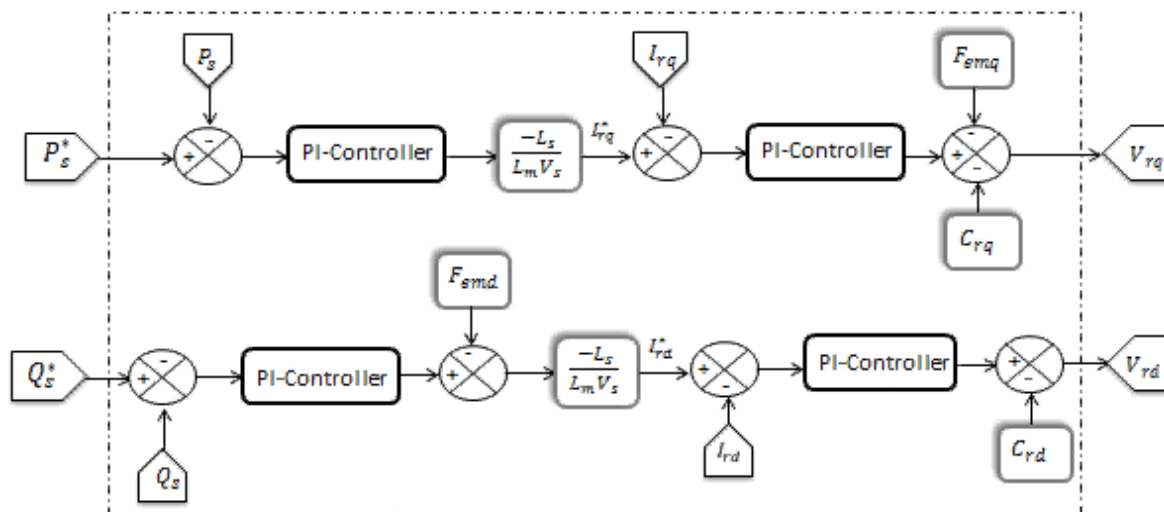 P_s
I_rq
F_emq
P_s^*
+
-
PI-Controller
-L_s
L_m V_s
I_rq^*
+
-
PI-Controller
+
-
-
V_rq
C_rq
F_emd
Q_s^*
+
-
PI-Controller
+
-
-L_s
L_m V_s
I_rd^*
+
-
PI-Controller
+
-
V_rd
Q_s
I_rd
C_rd